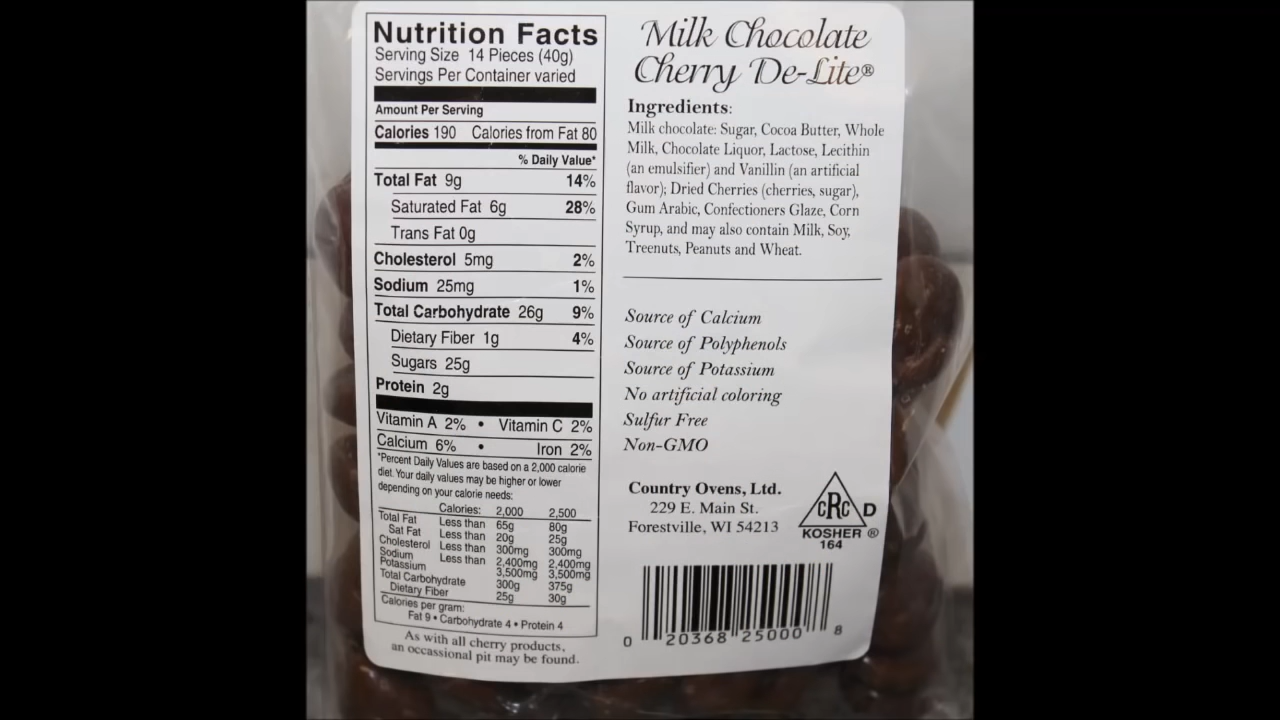 Nutrition Facts
Serving Size 14 Pieces (40g)
Servings Per Container varied
Amount Per Serving
Calories 190 Calories from Fat 80
% Daily Value*
Total Fat 9g 14%
Saturated Fat 6g 28%
Trans Fat 0g
Cholesterol 5mg 2%
Sodium 25mg 1%
Total Carbohydrate 26g 9%
Dietary Fiber 1g 4%
Sugars 25g
Protein 2g
Vitamin A 2% • Vitamin C 2%
Calcium 6% • Iron 2%
*Percent Daily Values are based on a 2,000 calorie
diet. Your daily values may be higher or lower
depending on your calorie needs:
Calories: 2,000 2,500
Total Fat Less than 65g 80g
Sat Fat Less than 20g 25g
Cholesterol Less than 300mg 300mg
Sodium Less than 2,400mg 2,400mg
Potassium 3,500mg 3,500mg
Total Carbohydrate 300g 375g
Dietary Fiber 25g 30g
Calories per gram:
Fat 9 • Carbohydrate 4 • Protein 4
As with all cherry products,
an occassional pit may be found.
Milk Chocolate
Cherry De-Lite®
Ingredients:
Milk chocolate: Sugar, Cocoa Butter, Whole
Milk, Chocolate Liquor, Lactose, Lecithin
(an emulsifier) and Vanillin (an artificial
flavor); Dried Cherries (cherries, sugar),
Gum Arabic, Confectioners Glaze, Corn
Syrup, and may also contain Milk, Soy,
Treenuts, Peanuts and Wheat.
Source of Calcium
Source of Polyphenols
Source of Potassium
No artificial coloring
Sulfur Free
Non-GMO
Country Ovens, Ltd.
229 E. Main St.
Forestville, WI 54213
cRc D
KOSHER ®
164
0 20368 25000 8